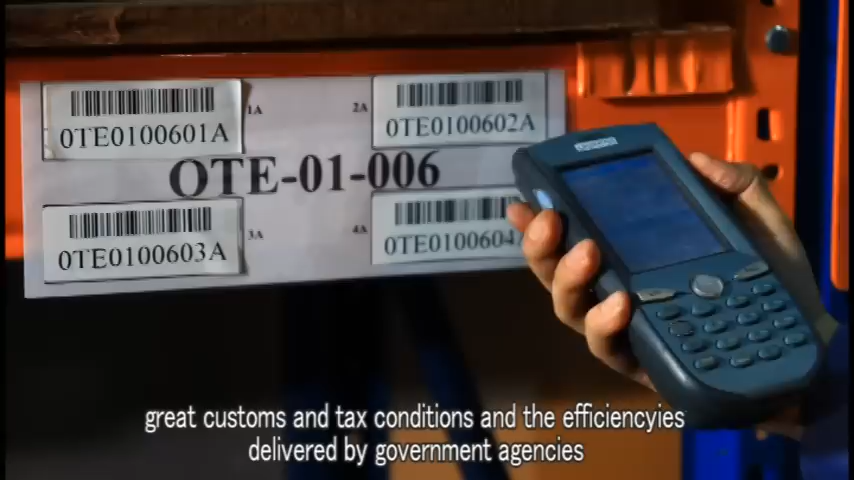 0TE0100601A
1A
2A
0TE0100602A
OTE-01-006
0TE0100603A
3A
4A
0TE0100604A
great customs and tax conditions and the efficiencyies
delivered by government agencies